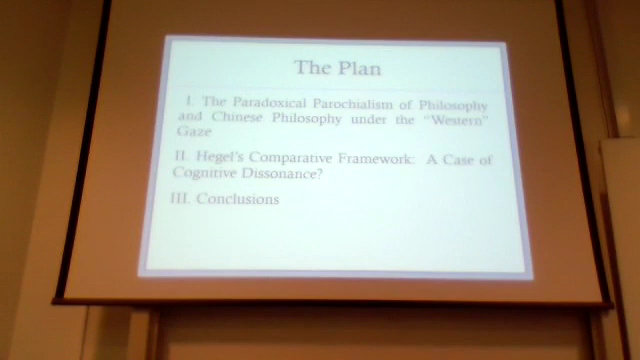 The Plan
I. The Paradoxical Parochialism of Philosophy
and Chinese Philosophy under the “Western”
Gaze
II. Hegel's Comparative Framework: A Case of
Cognitive Dissonance?
III. Conclusions